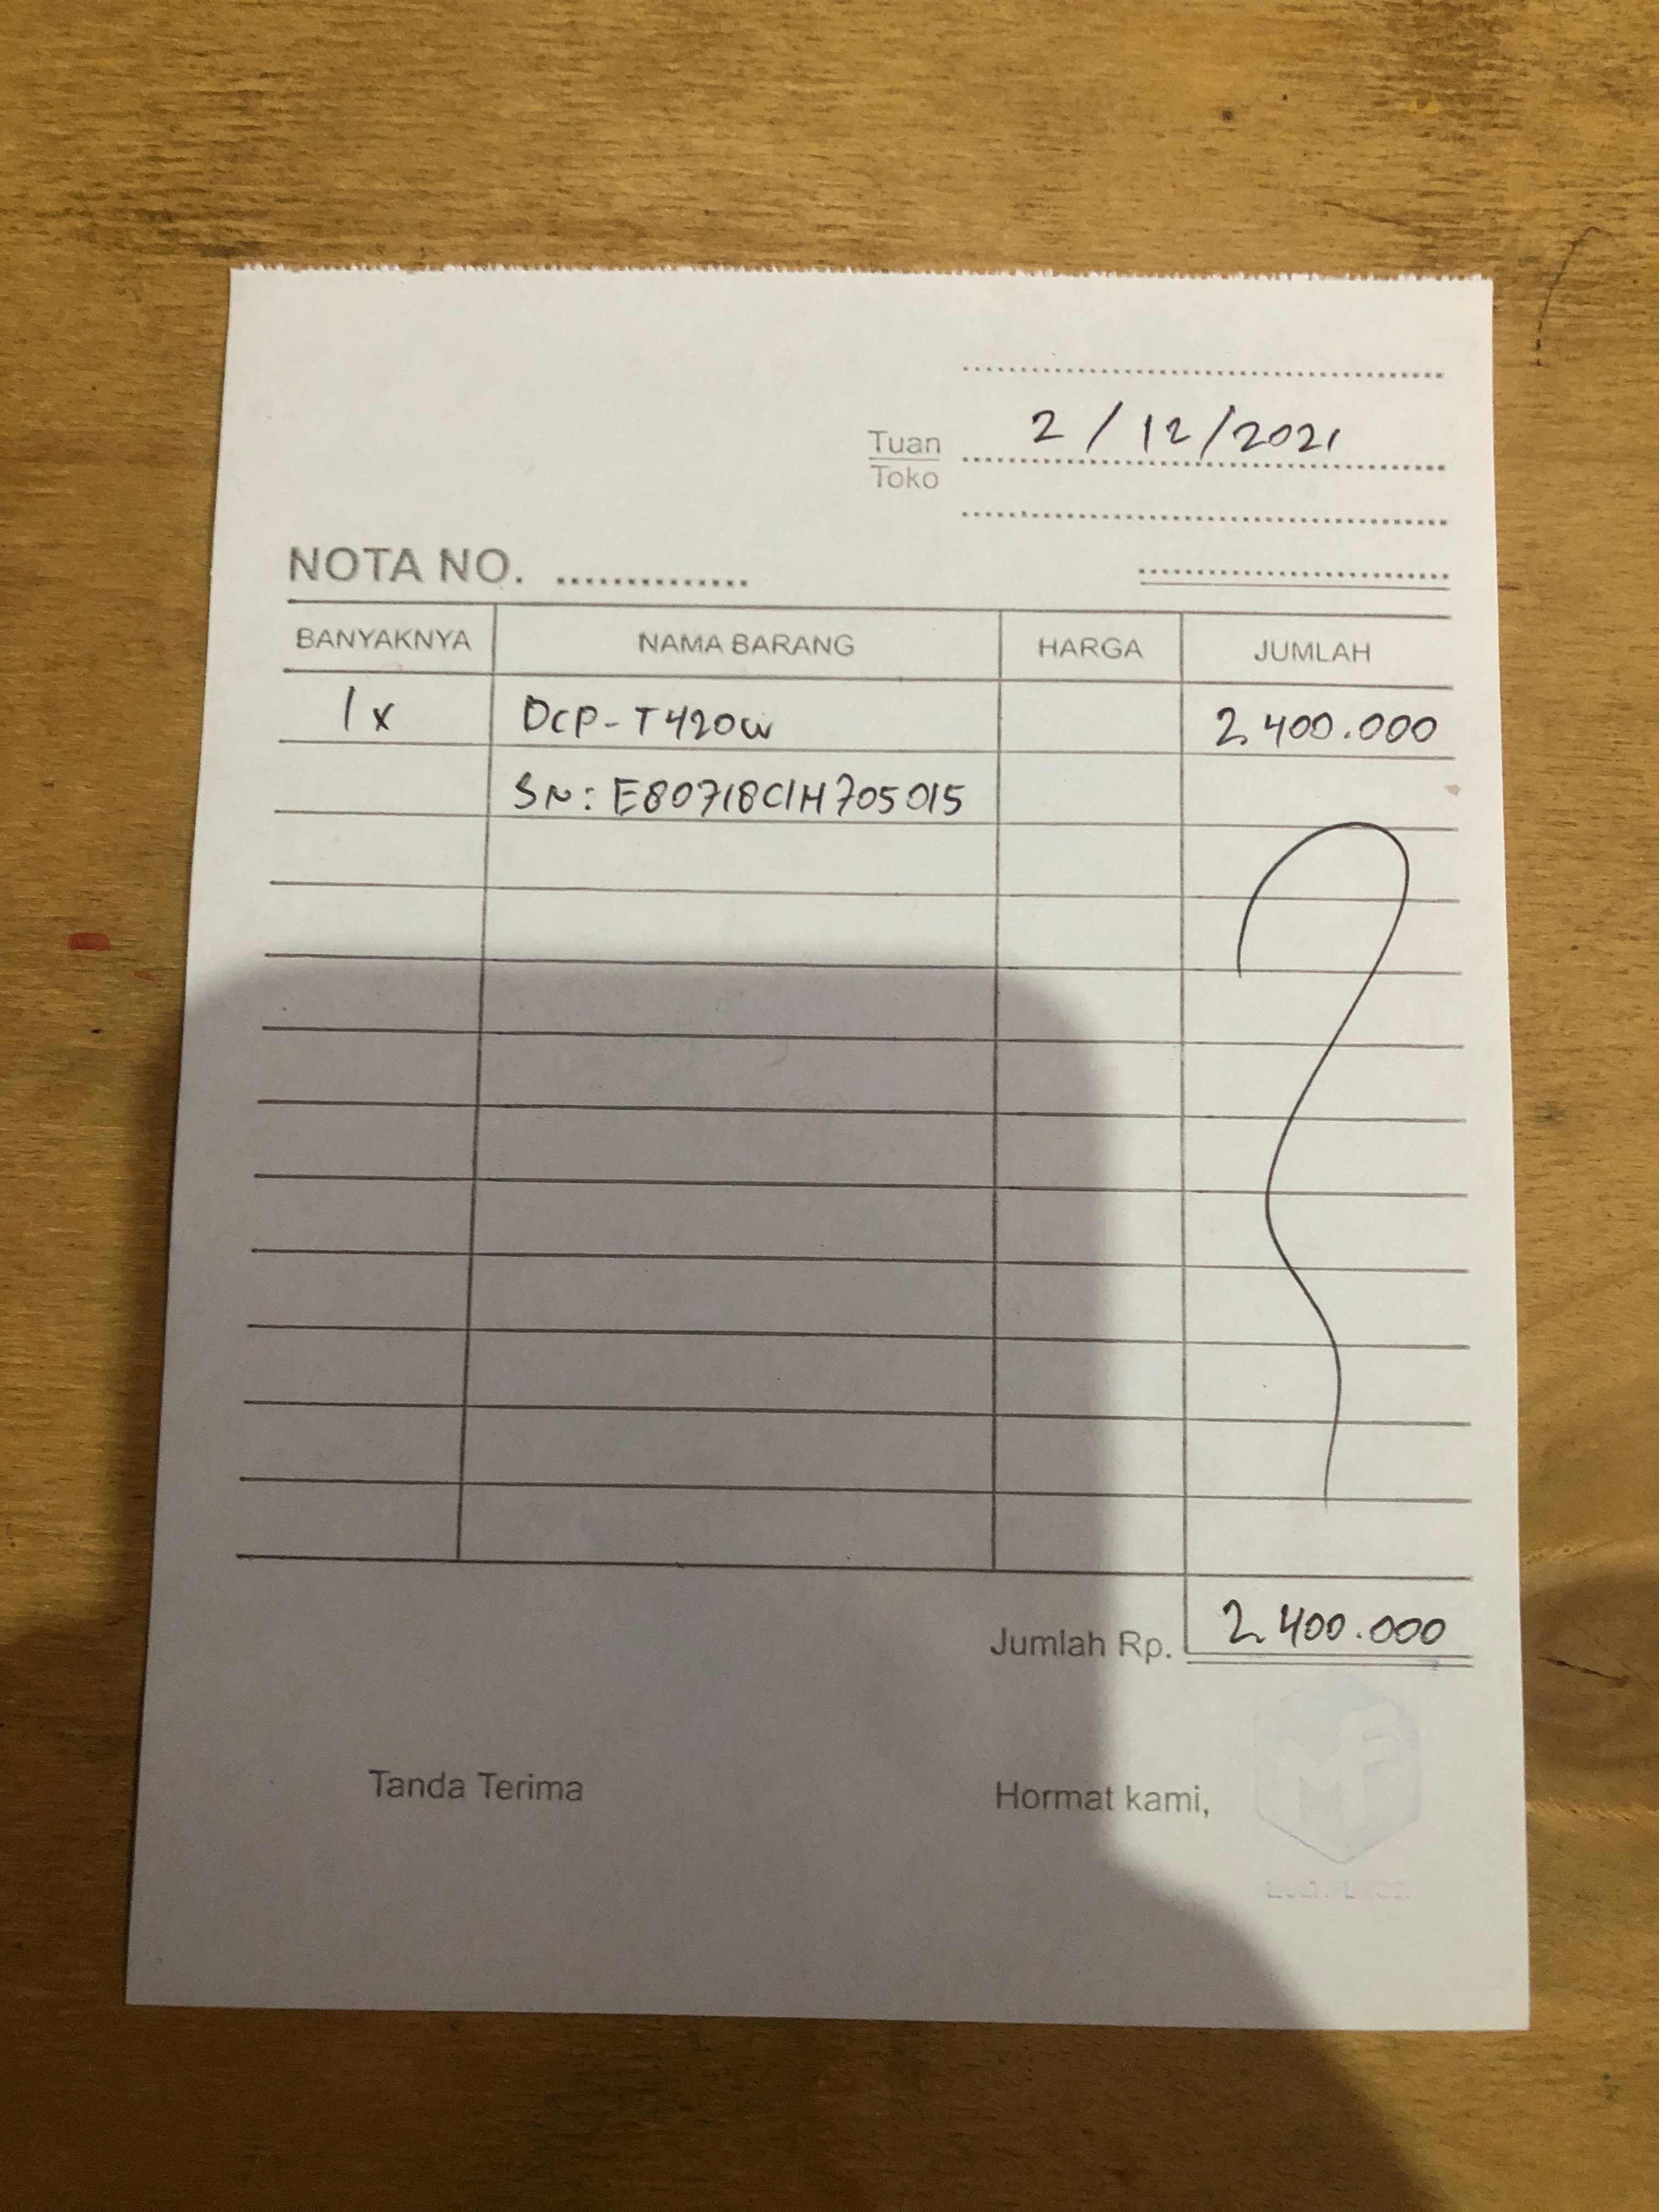 2/12/2021
Tuan
Toko
NOTA NO. ..............
BANYAKNYA NAMA BARANG HARGA JUMLAH
1x DCP-T420W 2.400.000
SN: E80718C1H705015
Jumlah Rp. 2.400.000
Tanda Terima Hormat kami,
MF